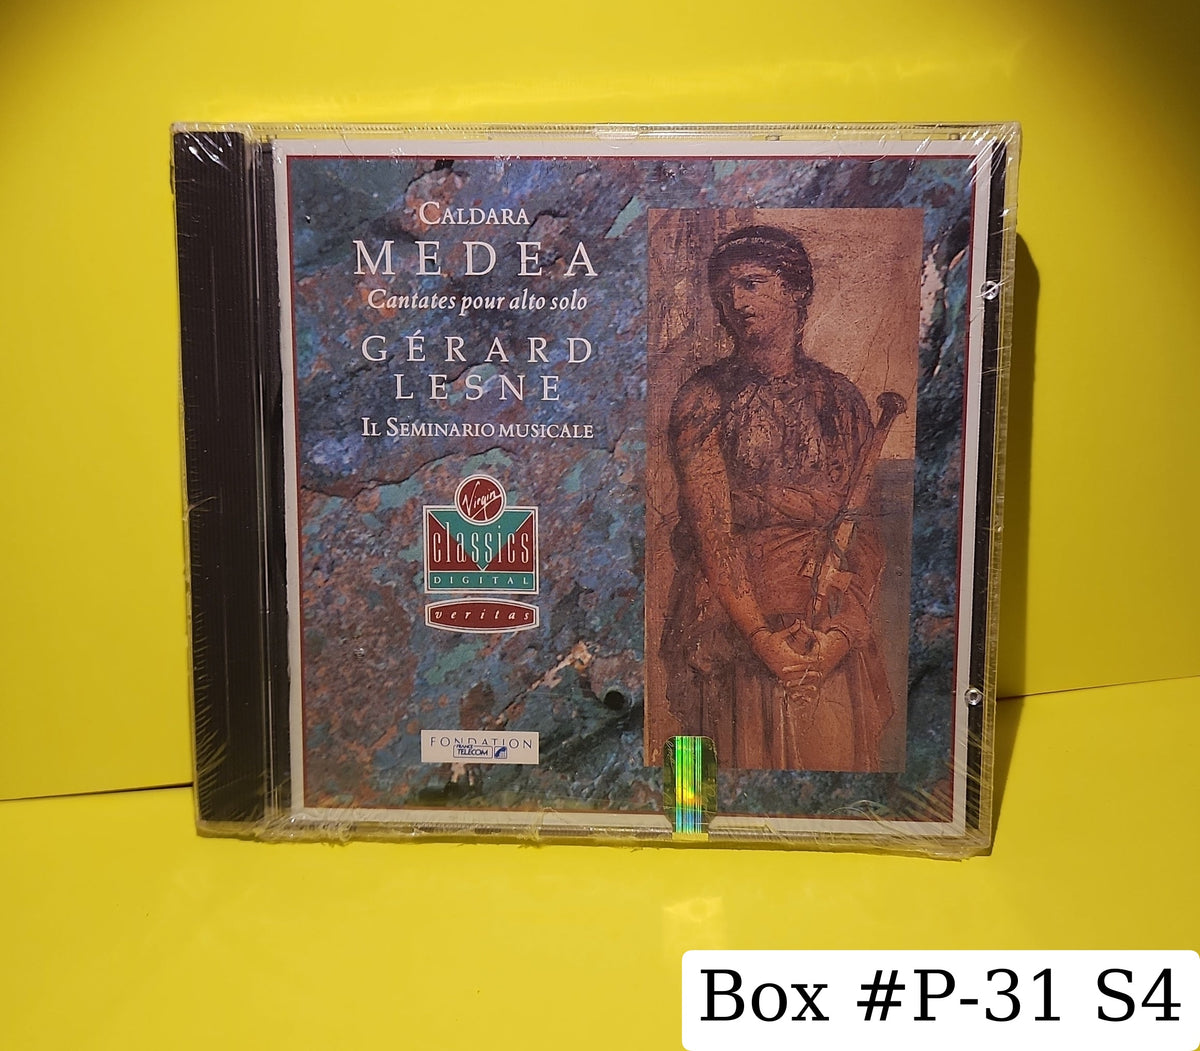 CALDARA
MEDEA
Cantates pour alto solo
GÉRARD
LESNE
IL SEMINARIO MUSICALE
Virgin
classics
DIGITAL
veritas
FONDATION
FRANCE
TELECOM
Box #P-31 S4